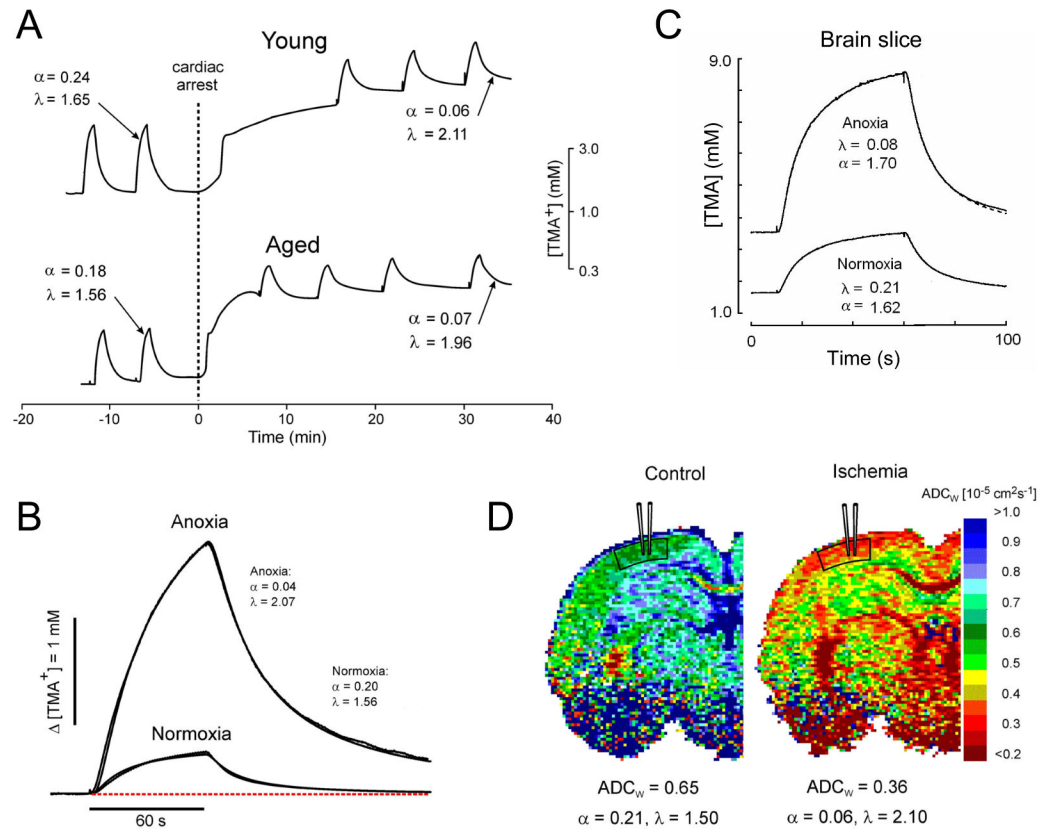 A
Young
cardiac
arrest
α = 0.24
λ = 1.65
α = 0.06
λ = 2.11
Aged
α = 0.18
λ = 1.56
α = 0.07
λ = 1.96
3.0
1.0
0.3
[TMA⁺] (mM)
-20 -10 0 10 20 30 40
Time (min)
C
Brain slice
9.0
[TMA] (mM)
1.0
Anoxia
λ = 0.08
α = 1.70
Normoxia
λ = 0.21
α = 1.62
0 100
Time (s)
B
Anoxia
Anoxia:
α = 0.04
λ = 2.07
Normoxia:
α = 0.20
λ = 1.56
Normoxia
Δ [TMA⁺] = 1 mM
60 s
D
Control
Ischemia
ADC_W [10⁻⁵ cm²s⁻¹]
>1.0
0.9
0.8
0.7
0.6
0.5
0.4
0.3
<0.2
ADC_W = 0.65
α = 0.21, λ = 1.50
ADC_W = 0.36
α = 0.06, λ = 2.10